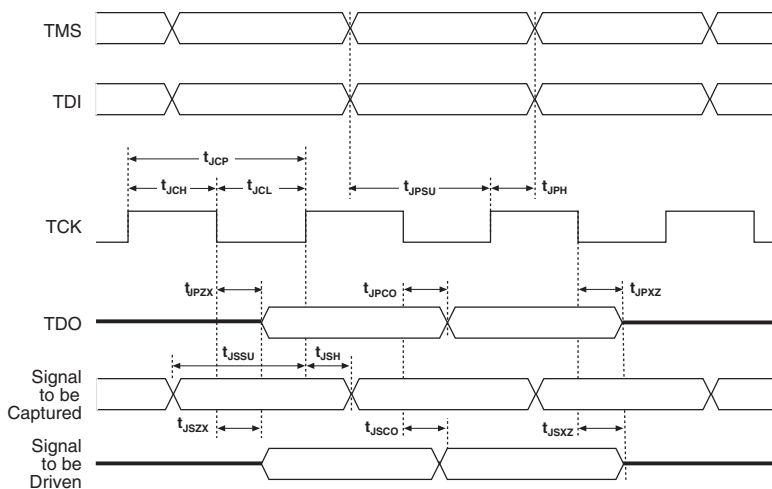 TMS
TDI
tJCP
tJCH
tJCL
tJPSU
tJPH
TCK
tJPZX
tJPCO
tJPXZ
TDO
tJSSU
tJSH
Signal
to be
Captured
tJSZX
tJSCO
tJSXZ
Signal
to be
Driven